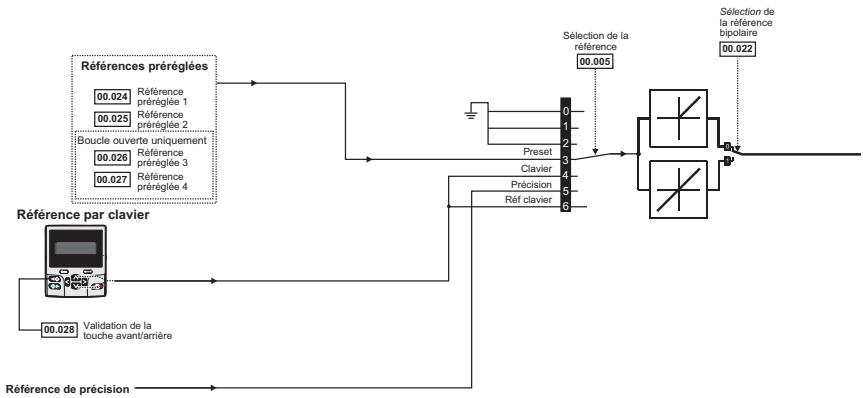 Sélection de
la référence
bipolaire
00.022
Sélection de la
référence
00.005
Références préréglées
00.024 Référence
préréglée 1
00.025 Référence
préréglée 2
Boucle ouverte uniquement
00.026 Référence
préréglée 3
00.027 Référence
préréglée 4
0
1
2
Preset 3
Clavier 4
Précision 5
Réf clavier 6
Référence par clavier
00.028 Validation de la
touche avant/arrière
Référence de précision